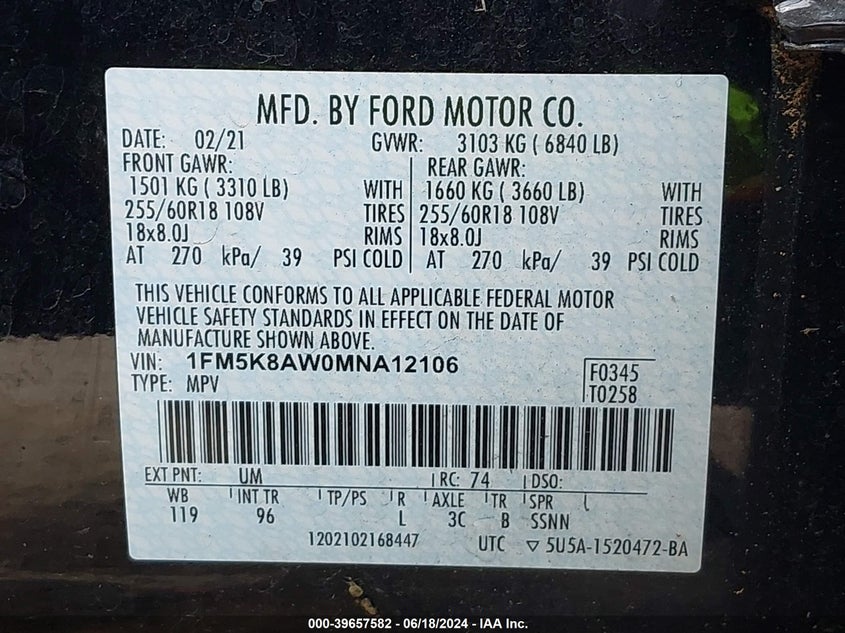 MFD. BY FORD MOTOR CO.
DATE: 02/21 GVWR: 3103 KG ( 6840 LB)
FRONT GAWR: REAR GAWR:
1501 KG ( 3310 LB) WITH 1660 KG ( 3660 LB) WITH
255/60R18 108V TIRES 255/60R18 108V TIRES
18x8.0J RIMS 18x8.0J RIMS
AT 270 kPa/ 39 PSI COLD AT 270 kPa/ 39 PSI COLD
THIS VEHICLE CONFORMS TO ALL APPLICABLE FEDERAL MOTOR
VEHICLE SAFETY STANDARDS IN EFFECT ON THE DATE OF
MANUFACTURE SHOWN ABOVE.
VIN: 1FM5K8AW0MNA12106 F0345
TYPE: MPV T0258
EXT PNT: UM RC: 74 DSO:
WB INT TR TP/PS R AXLE TR SPR
119 96 L 3C B SSNN
1202102168447 UTC ▽ 5U5A-1520472-BA
000-39657582 - 06/18/2024 - IAA Inc.